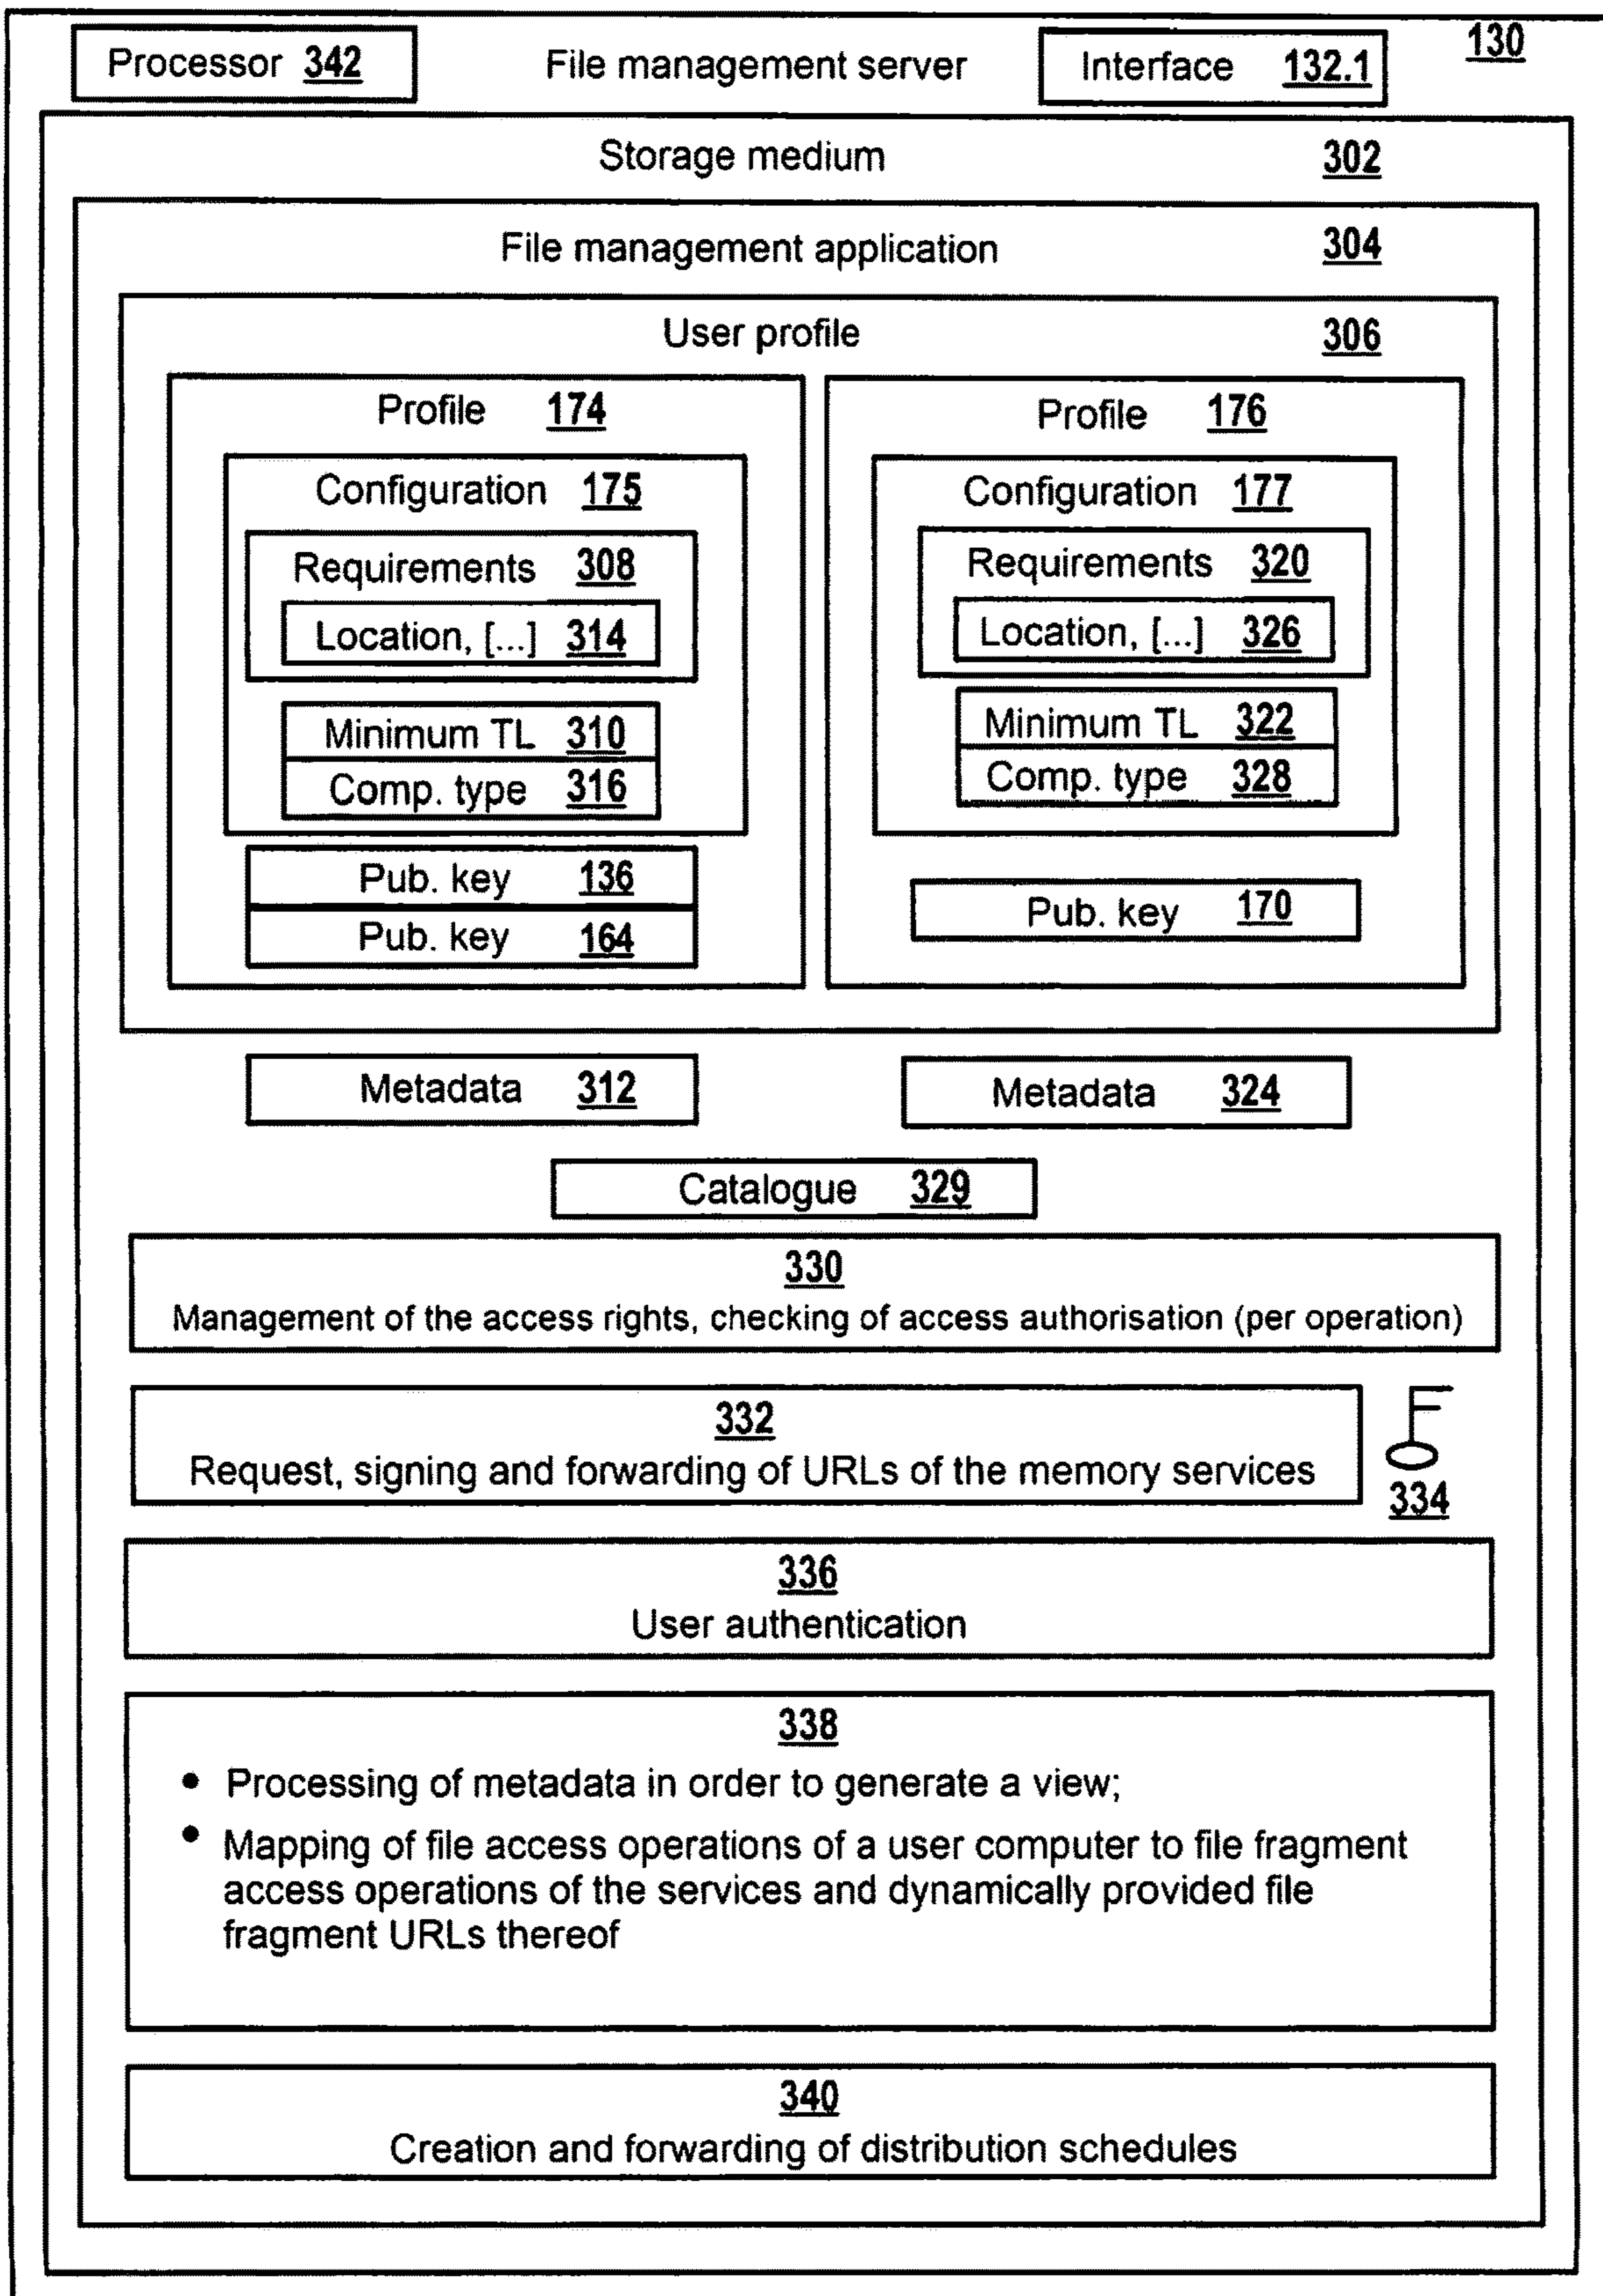 130
Processor 342
File management server
Interface 132.1
Storage medium 302
File management application 304
User profile 306
Profile 174
Configuration 175
Requirements 308
Location, [...] 314
Minimum TL 310
Comp. type 316
Pub. key 136
Pub. key 164
Profile 176
Configuration 177
Requirements 320
Location, [...] 326
Minimum TL 322
Comp. type 328
Pub. key 170
Metadata 312
Metadata 324
Catalogue 329
330
Management of the access rights, checking of access authorisation (per operation)
332
Request, signing and forwarding of URLs of the memory services
334
336
User authentication
338
• Processing of metadata in order to generate a view;
• Mapping of file access operations of a user computer to file fragment
access operations of the services and dynamically provided file
fragment URLs thereof
340
Creation and forwarding of distribution schedules